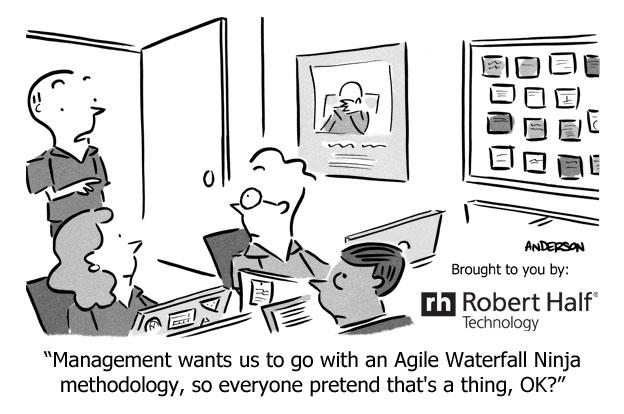 ANDERSON
Brought to you by:
rh Robert Half®
Technology
“Management wants us to go with an Agile Waterfall Ninja
methodology, so everyone pretend that's a thing, OK?”